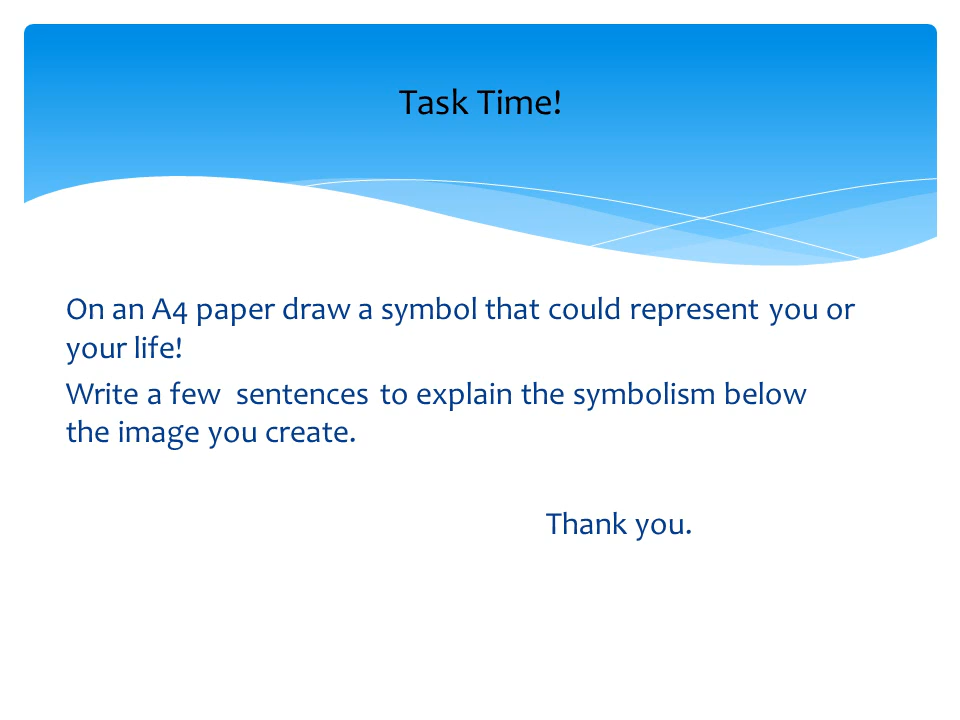 Task Time!
On an A4 paper draw a symbol that could represent you or
your life!
Write a few  sentences to explain the symbolism below
the image you create.
Thank you.